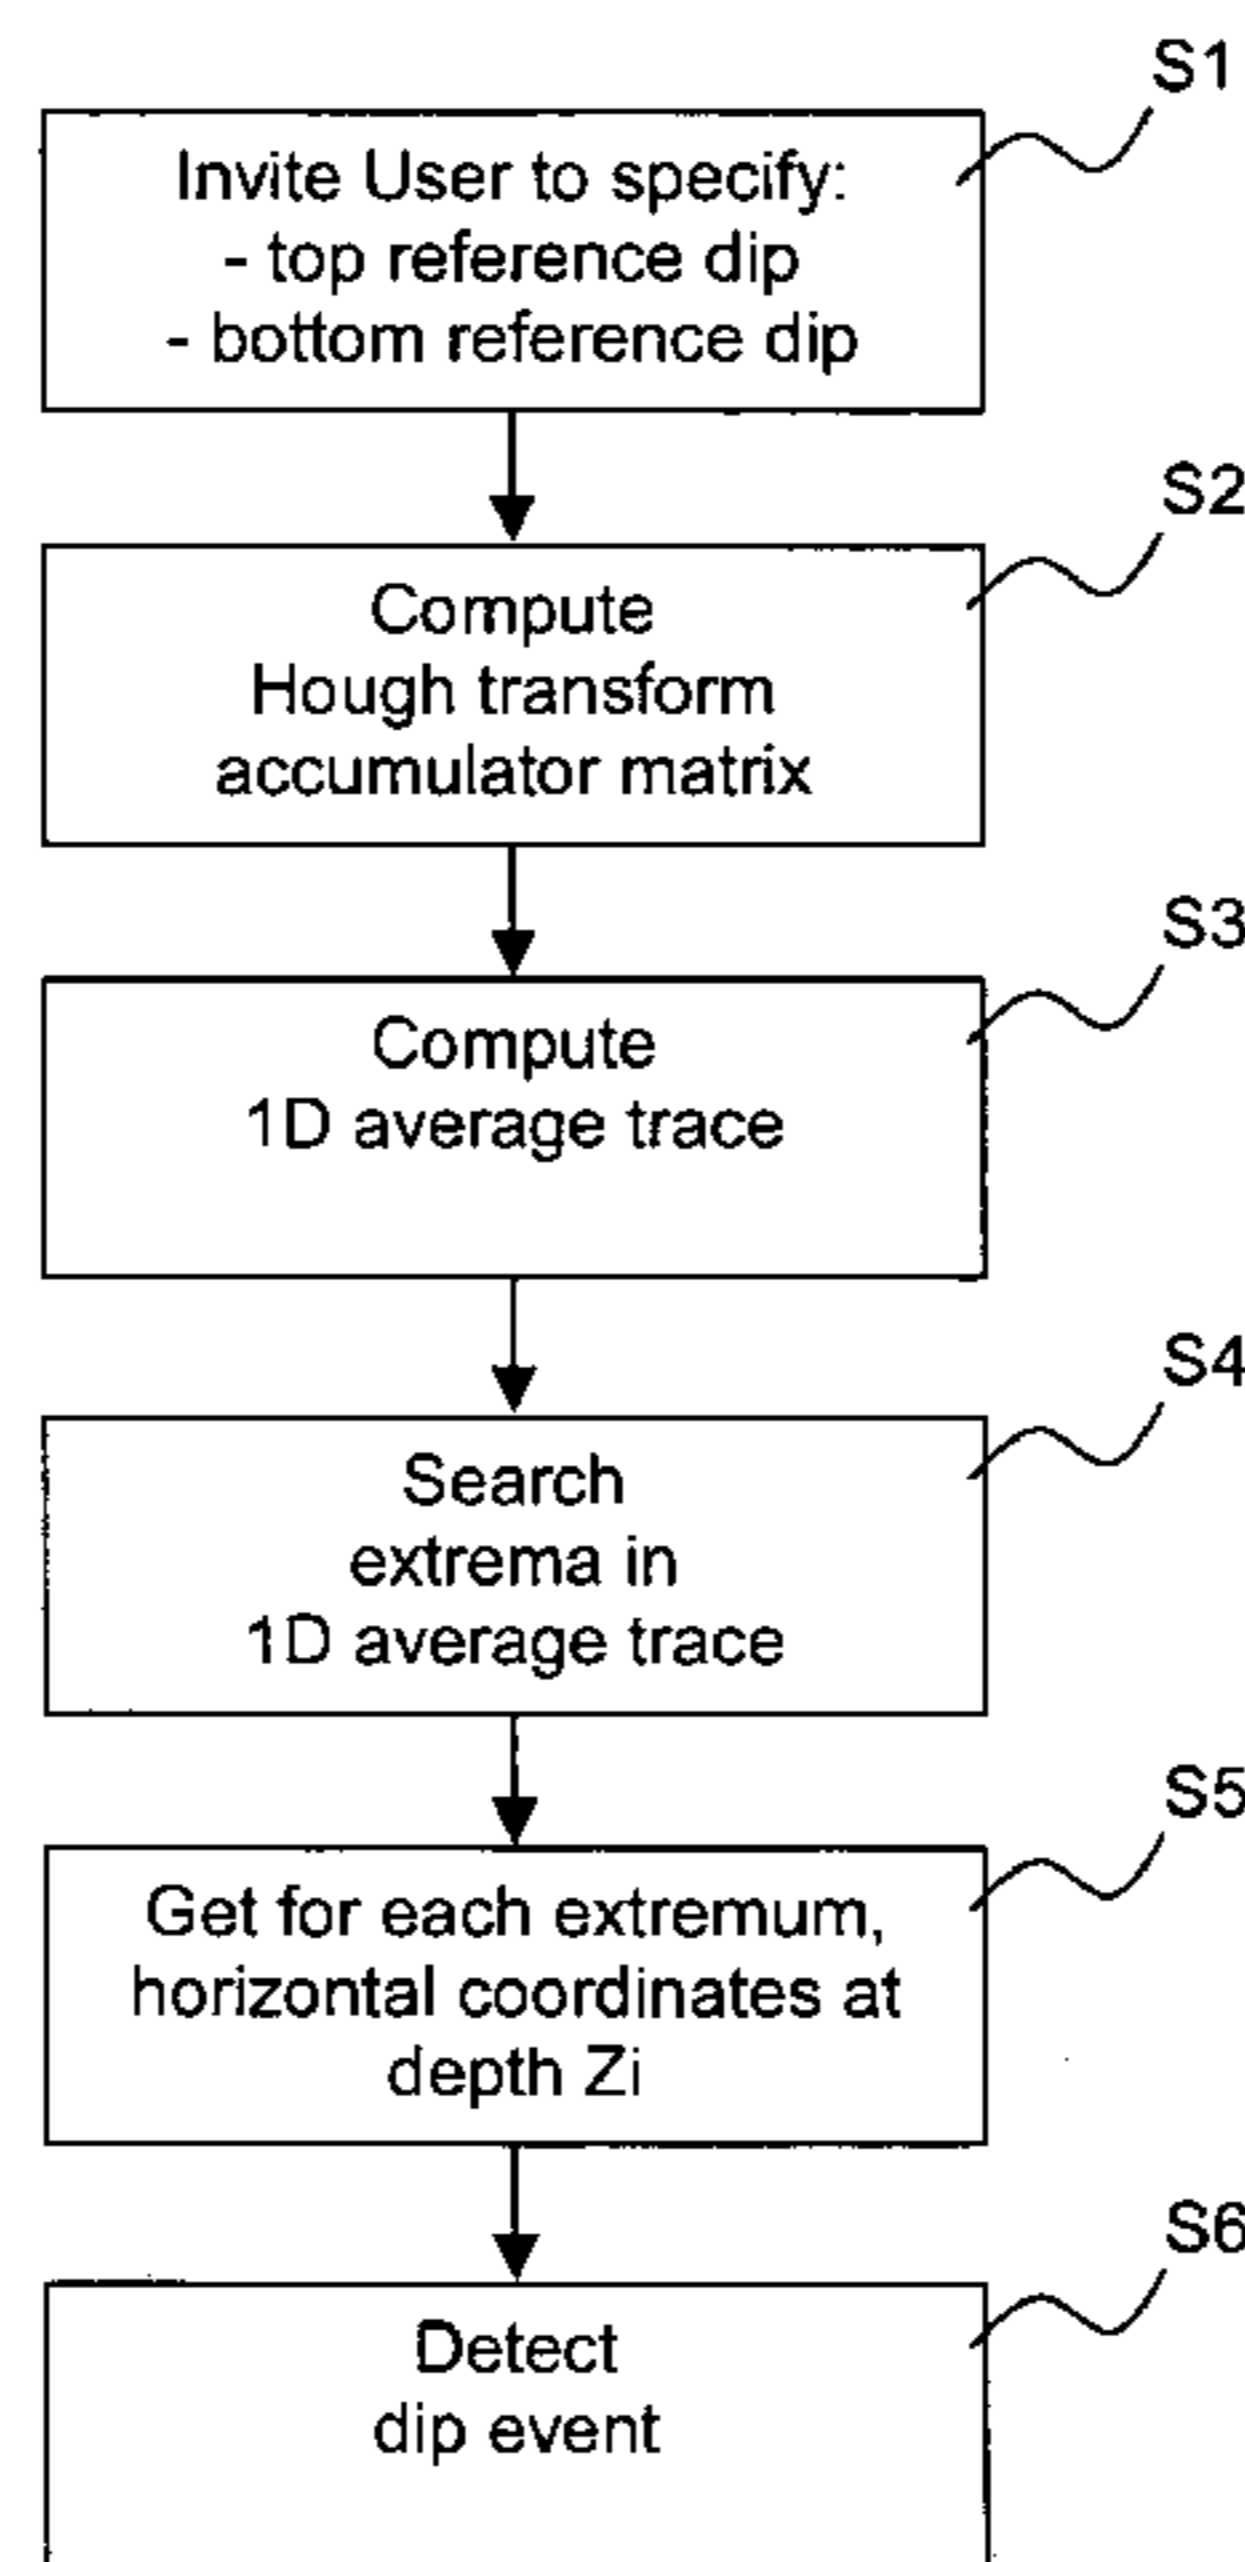 S1
Invite User to specify:
- top reference dip
- bottom reference dip
S2
Compute
Hough transform
accumulator matrix
S3
Compute
1D average trace
S4
Search
extrema in
1D average trace
S5
Get for each extremum,
horizontal coordinates at
depth Zi
S6
Detect
dip event